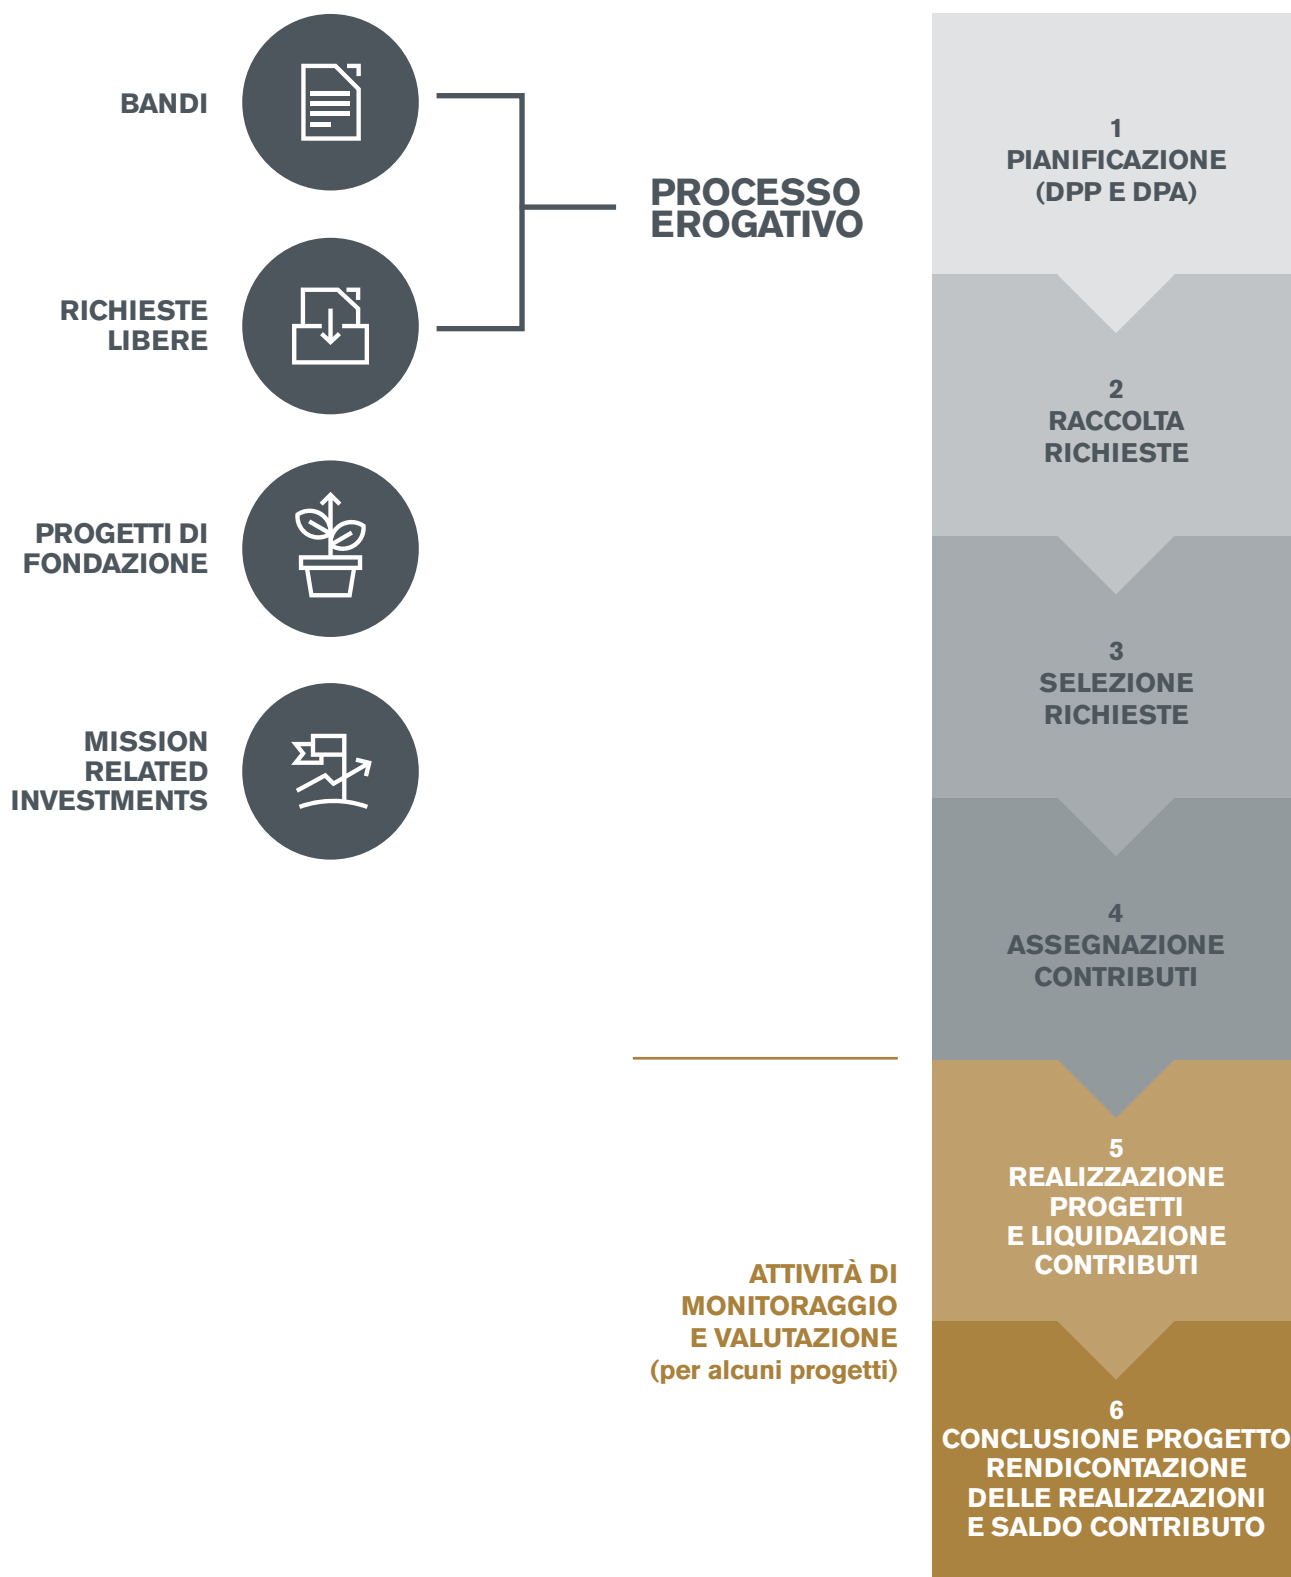 BANDI
RICHIESTE
LIBERE
PROGETTI DI
FONDAZIONE
MISSION
RELATED
INVESTMENTS
PROCESSO
EROGATIVO
1
PIANIFICAZIONE
(DPP E DPA)
2
RACCOLTA
RICHIESTE
3
SELEZIONE
RICHIESTE
4
ASSEGNAZIONE
CONTRIBUTI
ATTIVITÀ DI
MONITORAGGIO
E VALUTAZIONE
(per alcuni progetti)
5
REALIZZAZIONE
PROGETTI
E LIQUIDAZIONE
CONTRIBUTI
6
CONCLUSIONE PROGETTO
RENDICONTAZIONE
DELLE REALIZZAZIONI
E SALDO CONTRIBUTO